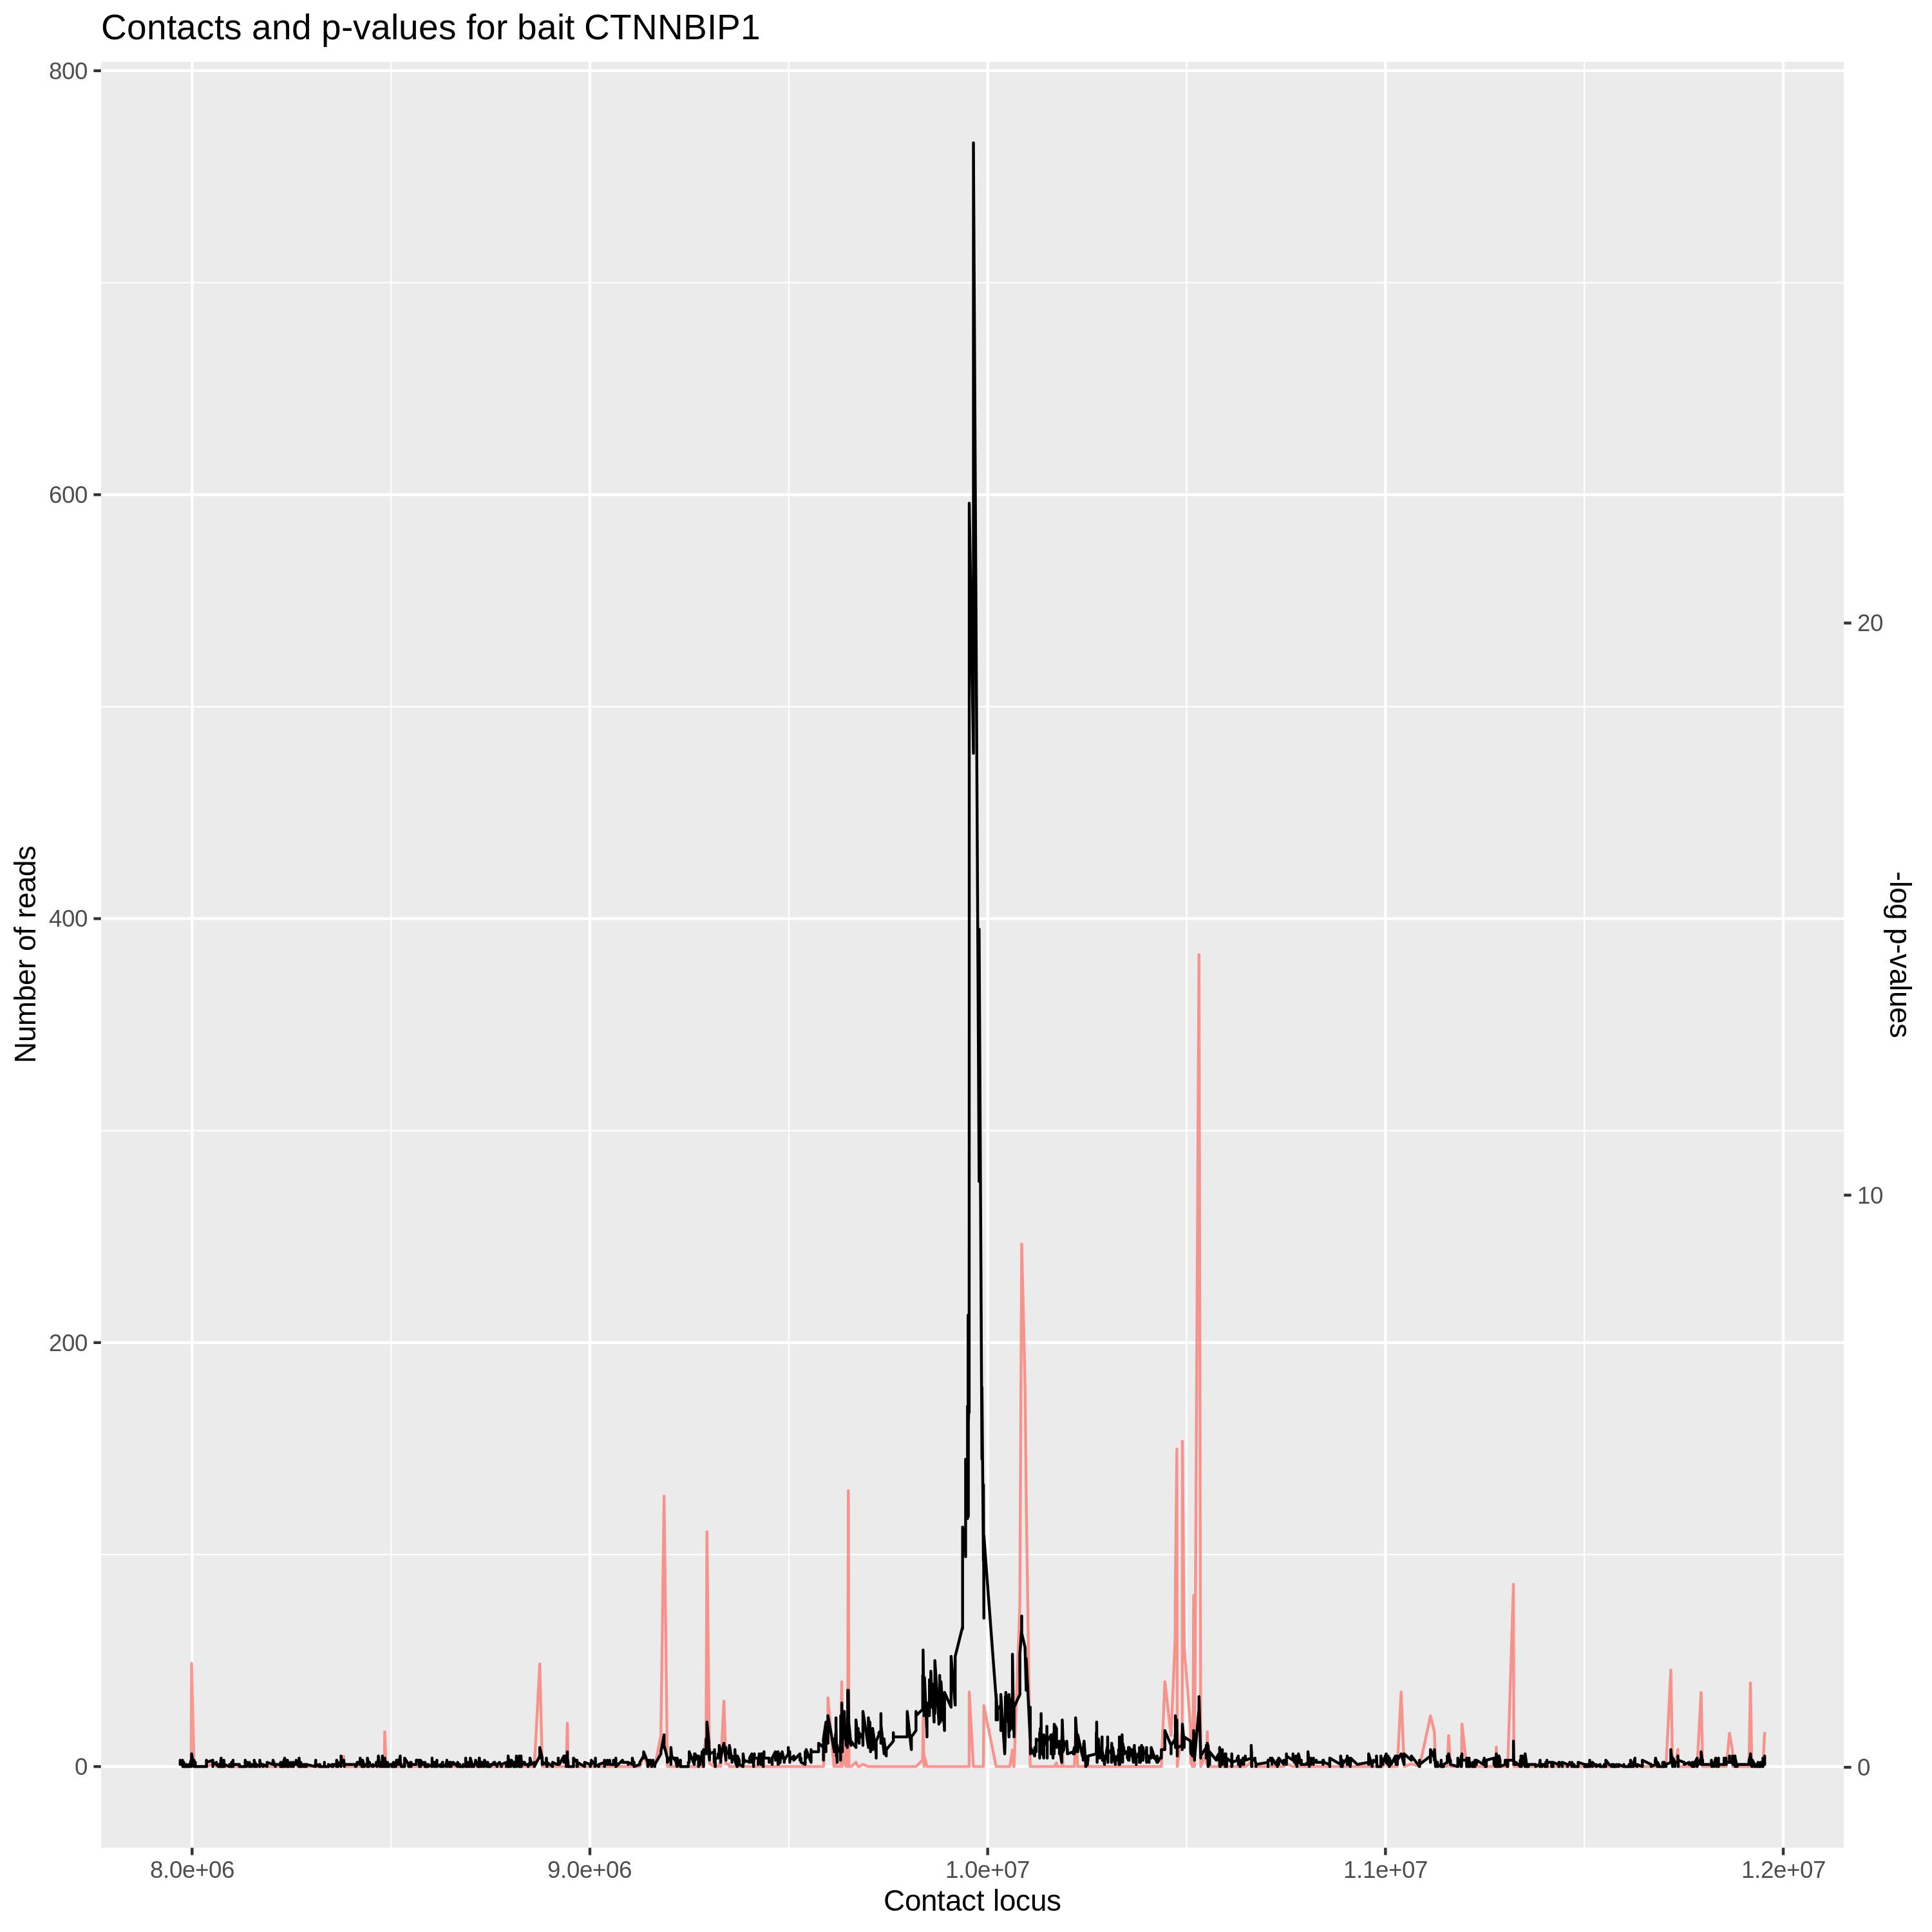 Contacts and p-values for bait CTNNBIP1
800
600
400
200
0
Number of reads
20
10
0
-log p-values
8.0e+06
9.0e+06
1.0e+07
1.1e+07
1.2e+07
Contact locus